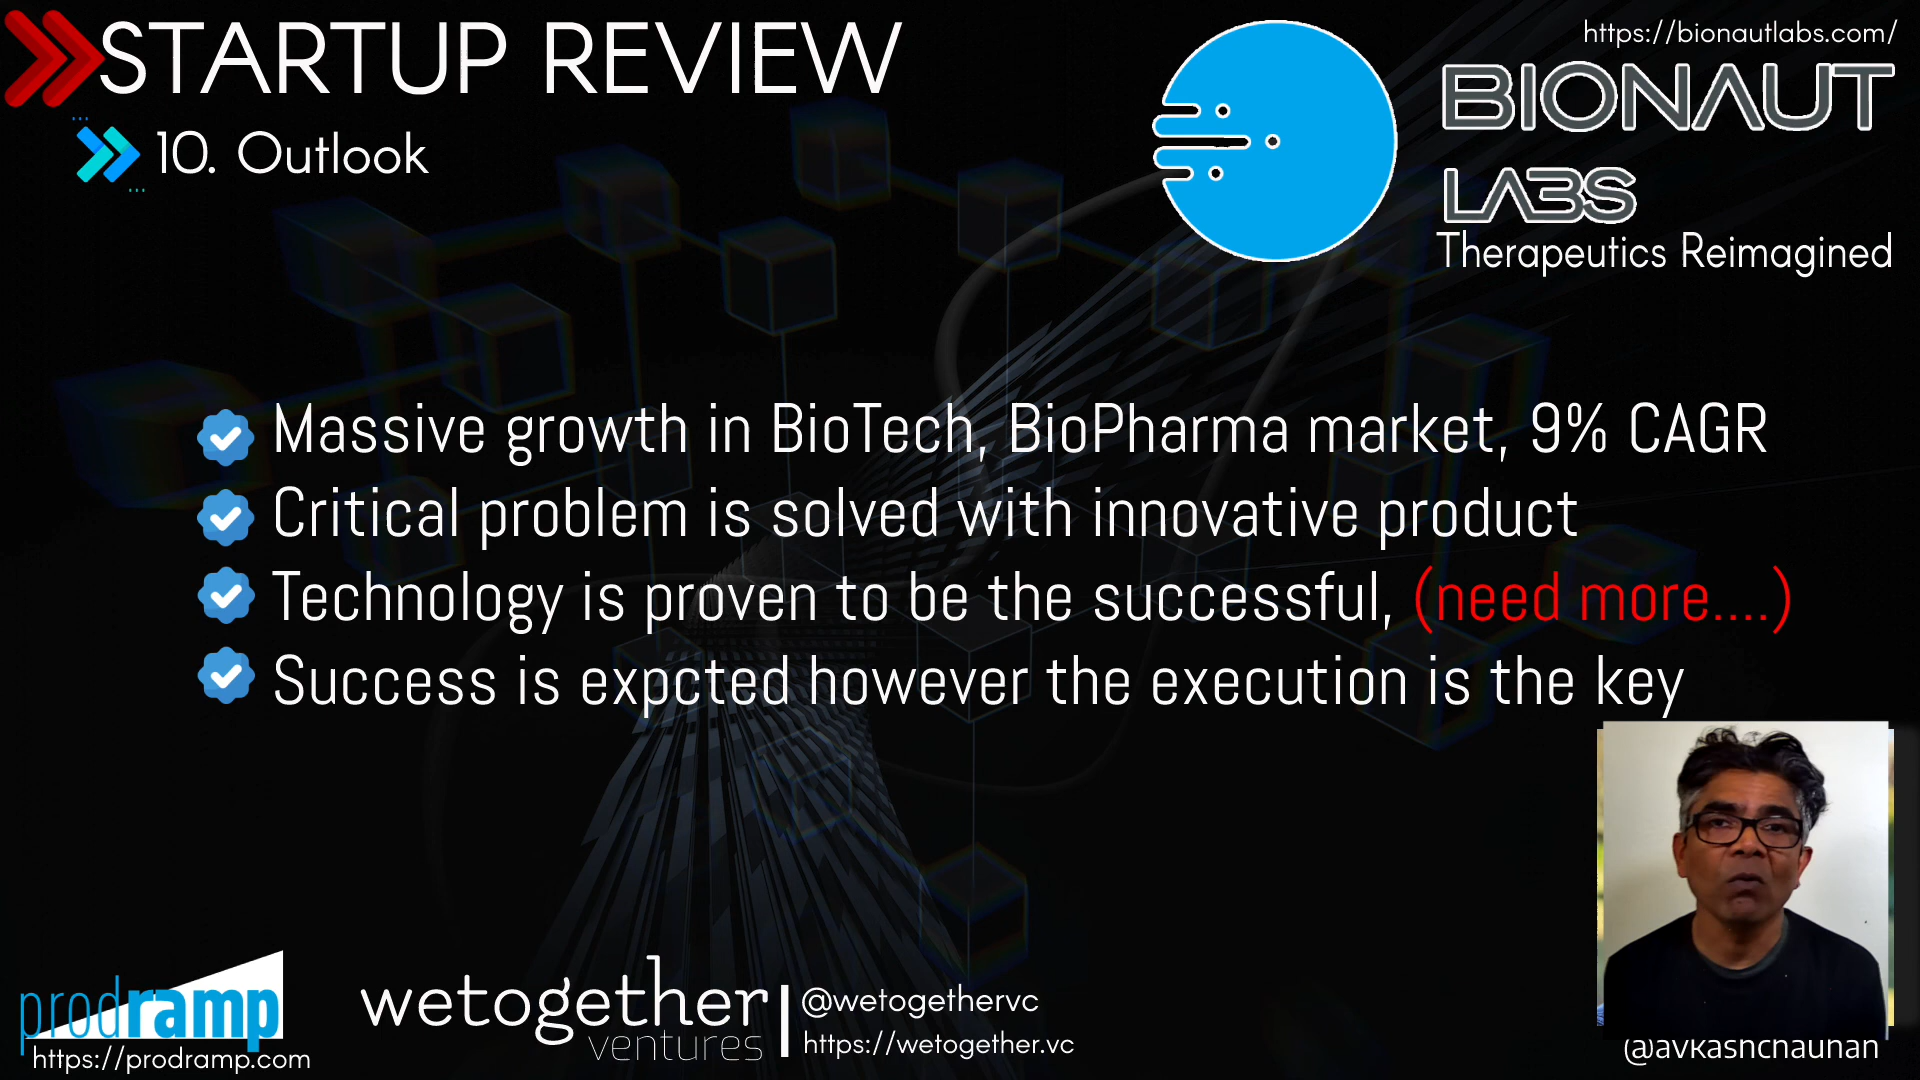 STARTUP REVIEW
10. Outlook
https://bionautlabs.com/
BIONAUT
LABS
Therapeutics Reimagined
Massive growth in BioTech, BioPharma market, 9% CAGR
Critical problem is solved with innovative product
Technology is proven to be the successful, (need more....)
Success is expcted however the execution is the key
prodramp
https://prodramp.com
wetogether
ventures
@wetogethervc
https://wetogether.vc
@avkashchauhan